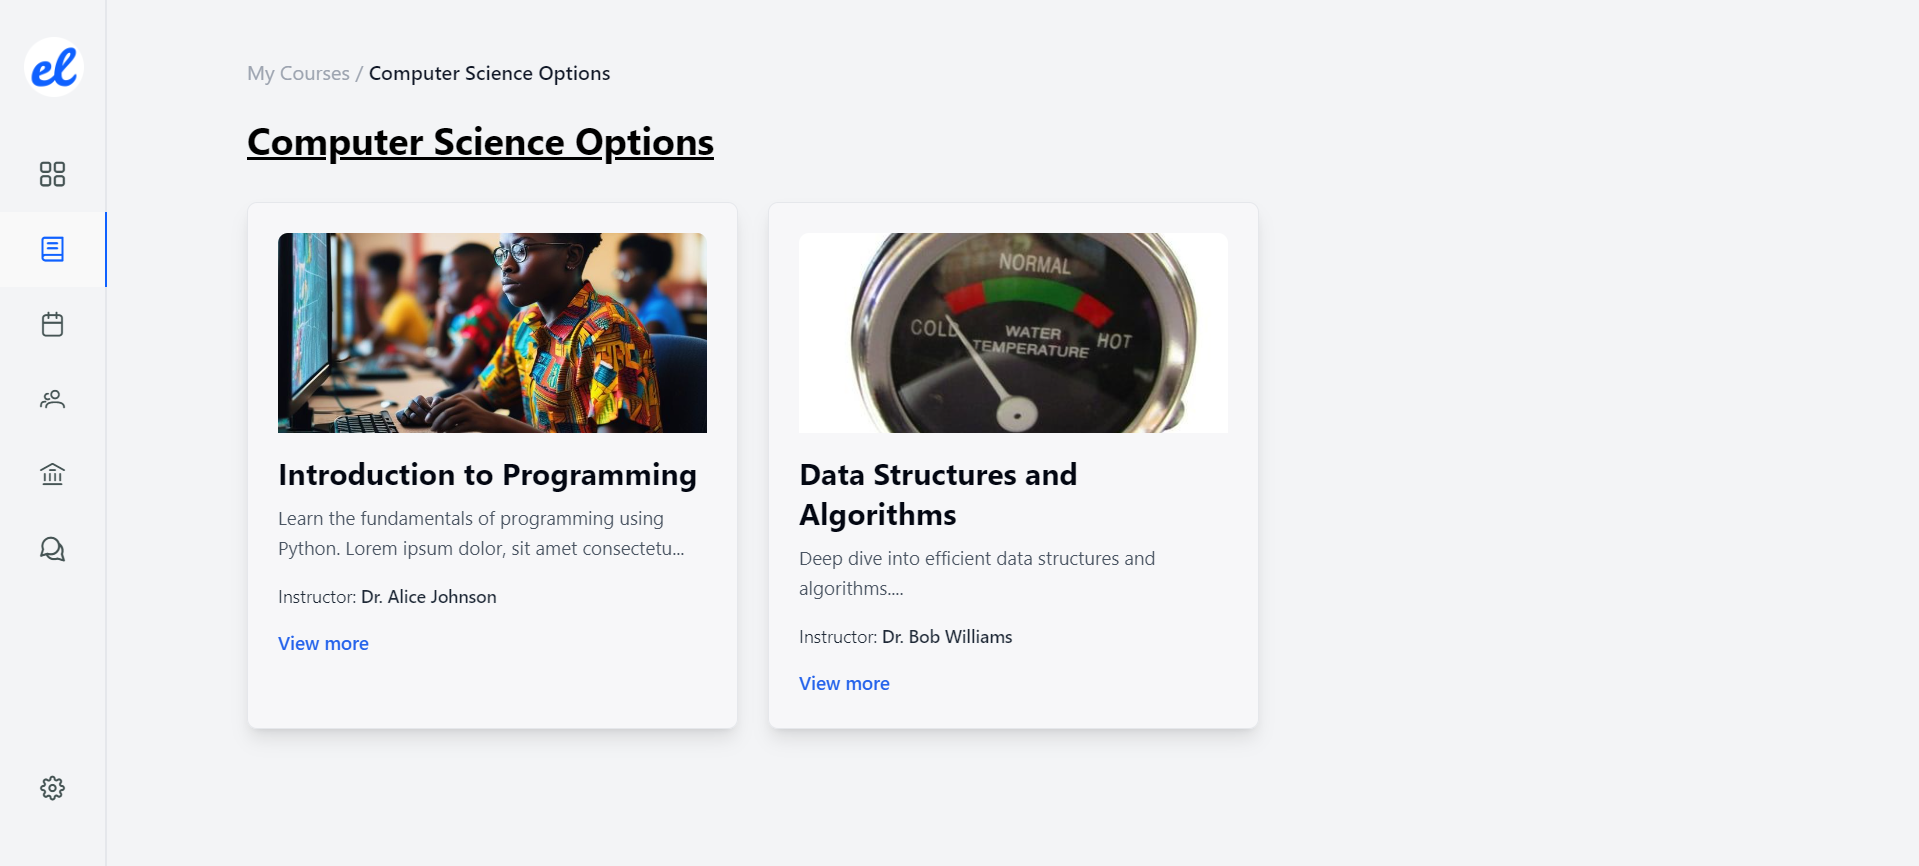 el
My Courses / Computer Science Options
Computer Science Options
Introduction to Programming
Learn the fundamentals of programming using
Python. Lorem ipsum dolor, sit amet consectetu...
Instructor: Dr. Alice Johnson
View more
NORMAL
COLD
HOT
WATER
TEMPERATURE
Data Structures and
Algorithms
Deep dive into efficient data structures and
algorithms....
Instructor: Dr. Bob Williams
View more